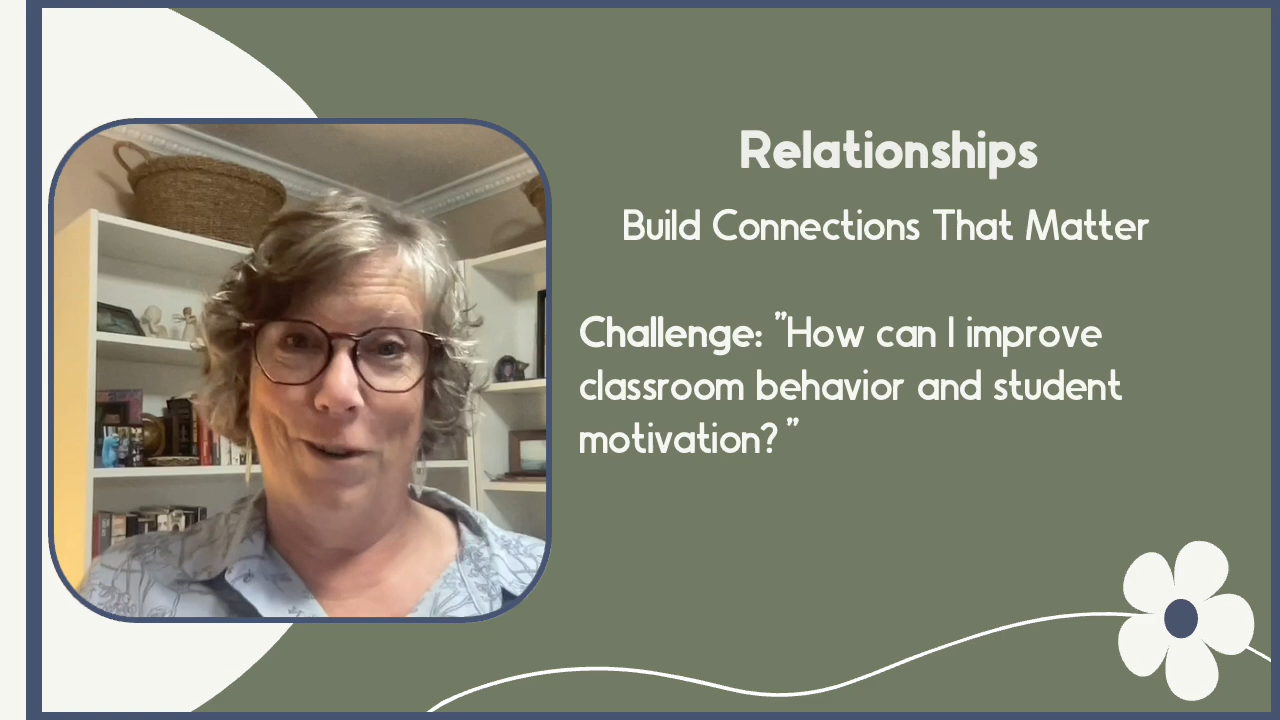 Relationships
Build Connections That Matter
Challenge: "How can I improve
classroom behavior and student
motivation? "